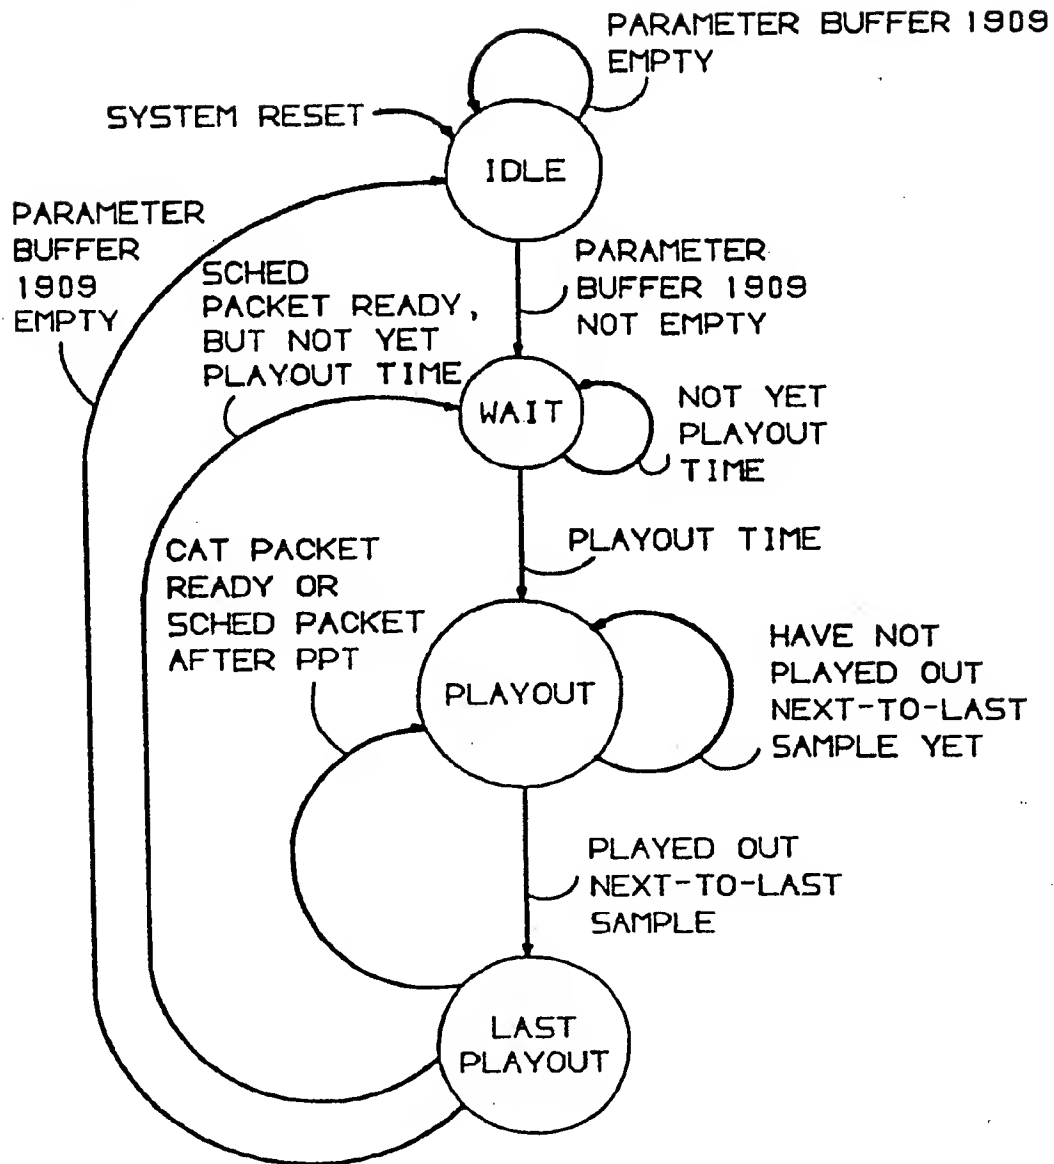 PARAMETER BUFFER 1909
EMPTY
SYSTEM RESET
IDLE
PARAMETER
BUFFER
1909
EMPTY
SCHED
PACKET READY,
BUT NOT YET
PLAYOUT TIME
PARAMETER
BUFFER 1909
NOT EMPTY
WAIT
NOT YET
PLAYOUT
TIME
PLAYOUT TIME
CAT PACKET
READY OR
SCHED PACKET
AFTER PPT
PLAYOUT
HAVE NOT
PLAYED OUT
NEXT-TO-LAST
SAMPLE YET
PLAYED OUT
NEXT-TO-LAST
SAMPLE
LAST
PLAYOUT